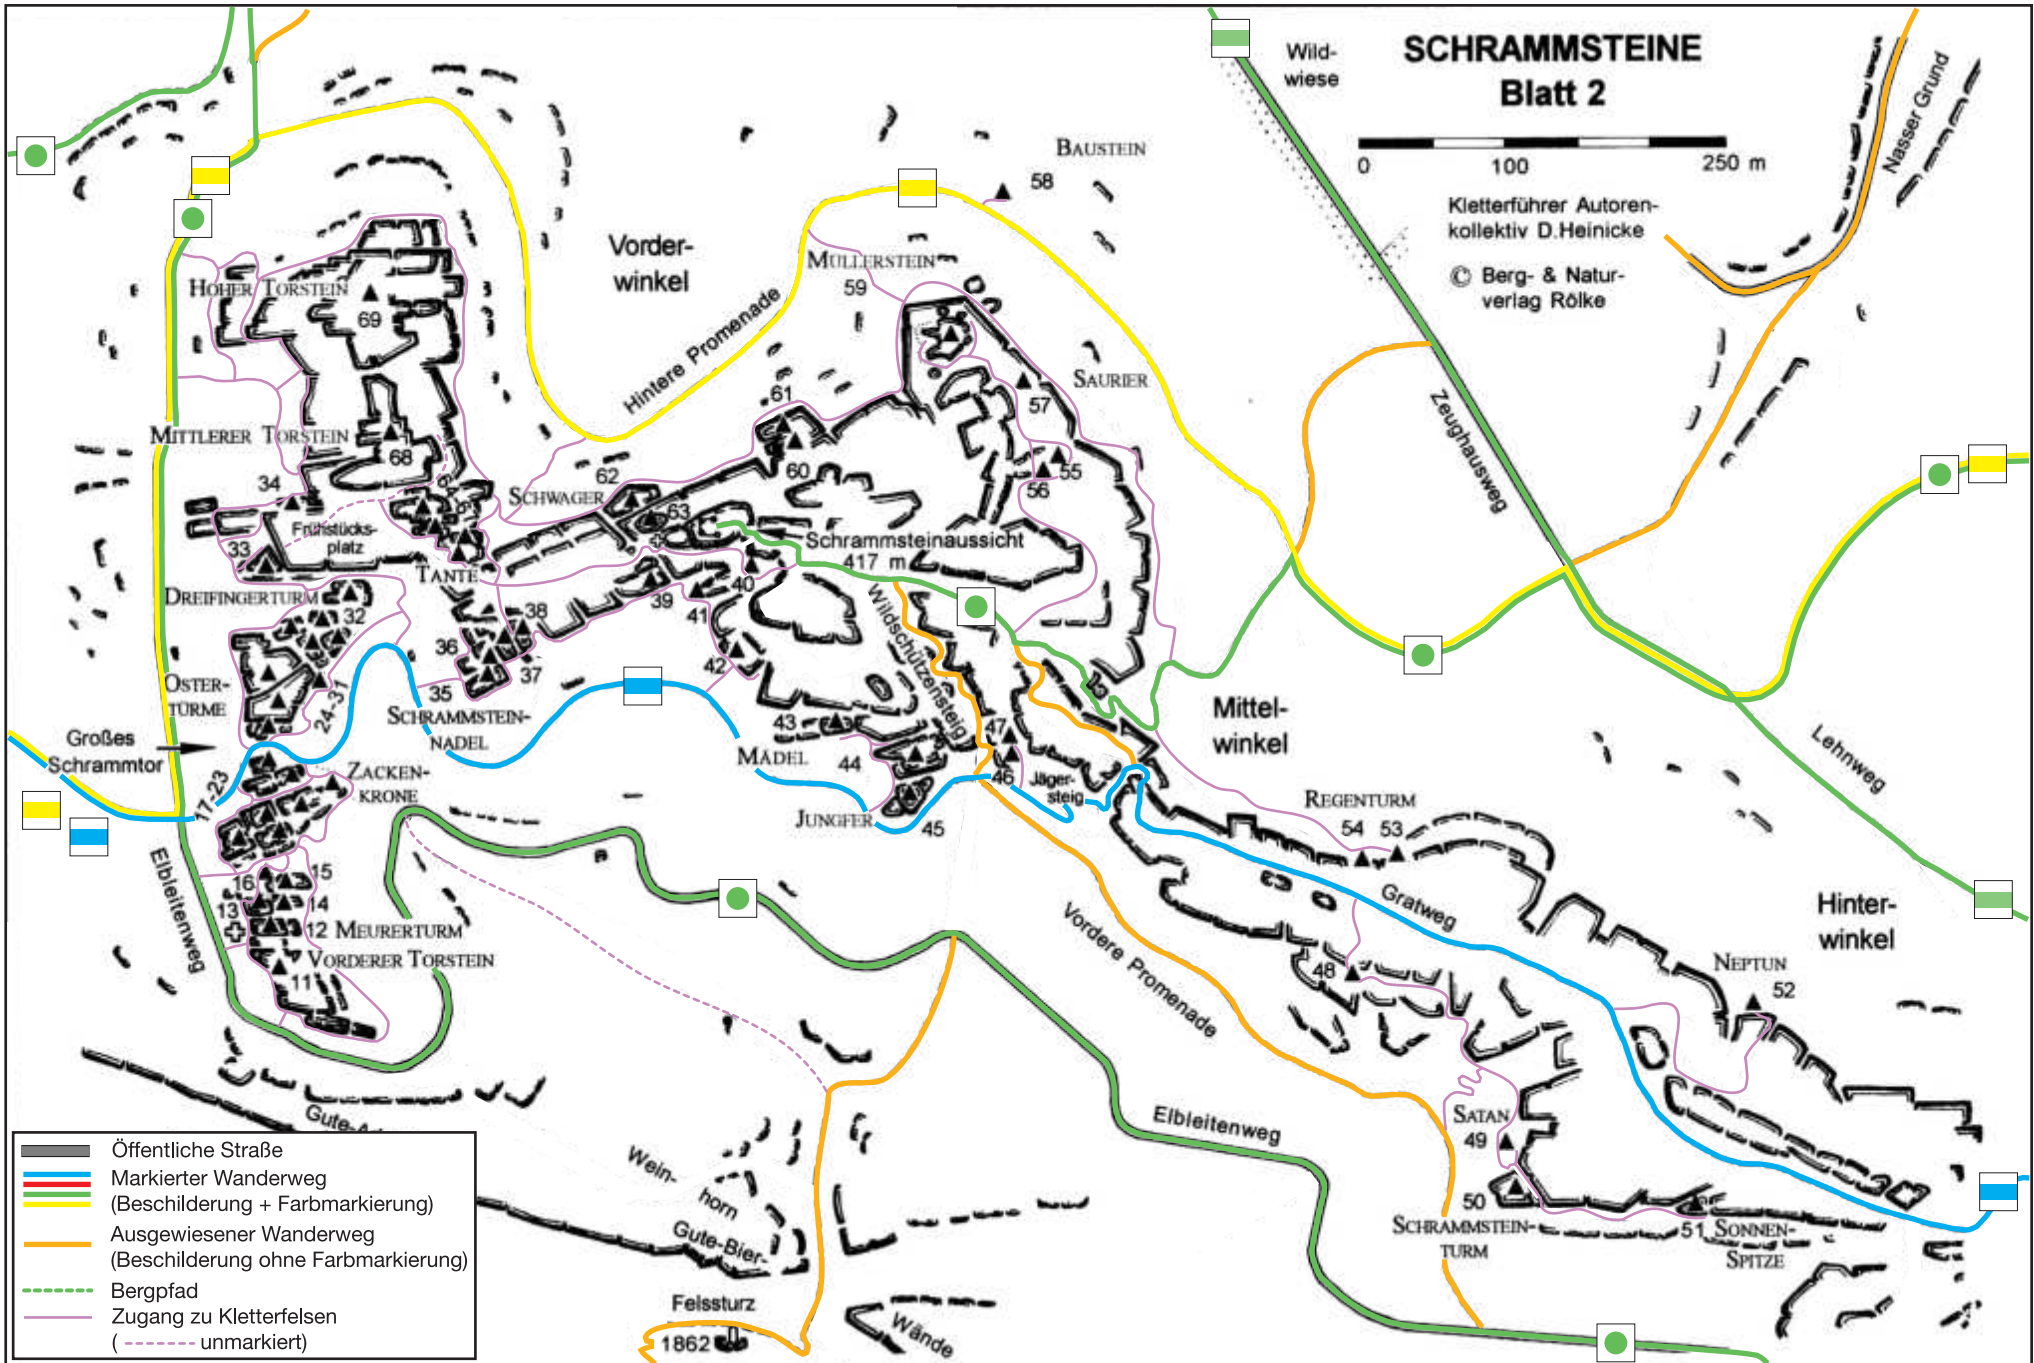 SCHRAMMSTEINE
Blatt 2
0 100 250 m
Kletterführer Autoren-
kollektiv D.Heinicke
© Berg- & Natur-
verlag Rölke
Wild-
wiese
Nasser Grund
BAUSTEIN
58
Vorder-
winkel
MÜLLERSTEIN
59
HOHER TORSTEIN
69
Hintere Promenade
SAURIER
57
61
Zeughausweg
MITTLERER TORSTEIN
68
60
62
55
56
34
SCHWAGER
63
Frühstücks-
platz
Schrammsteinaussicht
417 m
33
TANTE
40
DREIFINGERTURM
32
39
41
38
36
37
42
35
Wildschützensteig
OSTER-
TÜRME
24-31
SCHRAMMSTEIN-
NADEL
43
47
Mittel-
winkel
Großes
Schrammtor
MÄDEL
44
46
Jäger-
steig
Lehnweg
17-23
ZACKEN-
KRONE
JUNGFER
45
REGENTURM
54 53
Elbleitenweg
16
15
13
14
12
MEURERTURM
VORDERER TORSTEIN
11
Gratweg
Hinter-
winkel
Vordere Promenade
48
NEPTUN
52
Gute-
Elbleitenweg
SATAN
49
50
SCHRAMMSTEIN-
TURM
51
SONNEN-
SPITZE
Wein-
horn
Gute-Bier-
Wände
Felssturz
1862
Öffentliche Straße
Markierter Wanderweg
(Beschilderung + Farbmarkierung)
Ausgewiesener Wanderweg
(Beschilderung ohne Farbmarkierung)
Bergpfad
Zugang zu Kletterfelsen
( unmarkiert)